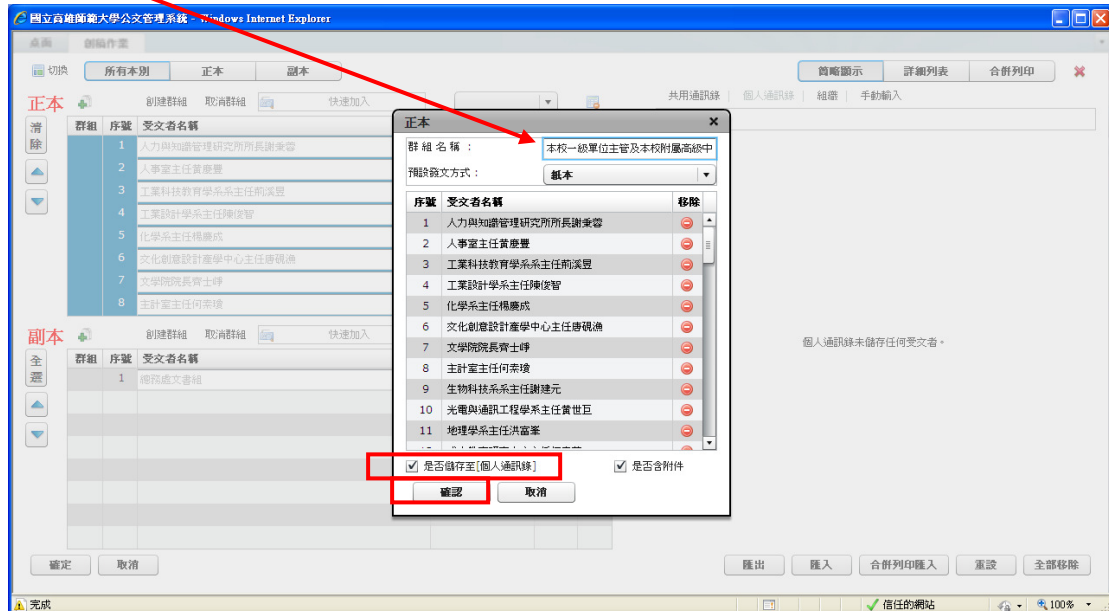 國立高雄師範大學公文管理系統 - Windows Internet Explorer
桌面 創稿作業
切換 所有本別 正本 副本 簡略顯示 詳細列表 合併列印
正本 創建群組 取消群組 快速加入 共用通訊錄 | 個人通訊錄 | 組織 | 手動輸入
清除
群組 序號 受文者名稱
1 人力與知識管理研究所所長謝秉蓉
2 人事室主任黃慶豐
3 工業科技教育學系系主任荊溪昱
4 工業設計學系主任陳俊智
5 化學系主任楊慶成
6 文化創意設計產學中心主任唐硯漁
7 文學院院長齊士崢
8 主計室主任何素瓊
副本 創建群組 取消群組 快速加入
全選
群組 序號 受文者名稱
1 總務處文書組
正本
群組名稱 : 本校一級單位主管及本校附屬高級中
預設發文方式 : 紙本
序號 受文者名稱 移除
1 人力與知識管理研究所所長謝秉蓉
2 人事室主任黃慶豐
3 工業科技教育學系系主任荊溪昱
4 工業設計學系主任陳俊智
5 化學系主任楊慶成
6 文化創意設計產學中心主任唐硯漁
7 文學院院長齊士崢
8 主計室主任何素瓊
9 生物科技系系主任謝建元
10 光電與通訊工程學系主任黃世巨
11 地理學系主任洪富峯
是否儲存至[個人通訊錄] 是否含附件
確認 取消
個人通訊錄未儲存任何受文者。
確定 取消 匯出 匯入 合併列印匯入 重設 全部移除
完成 信任的網站 100%